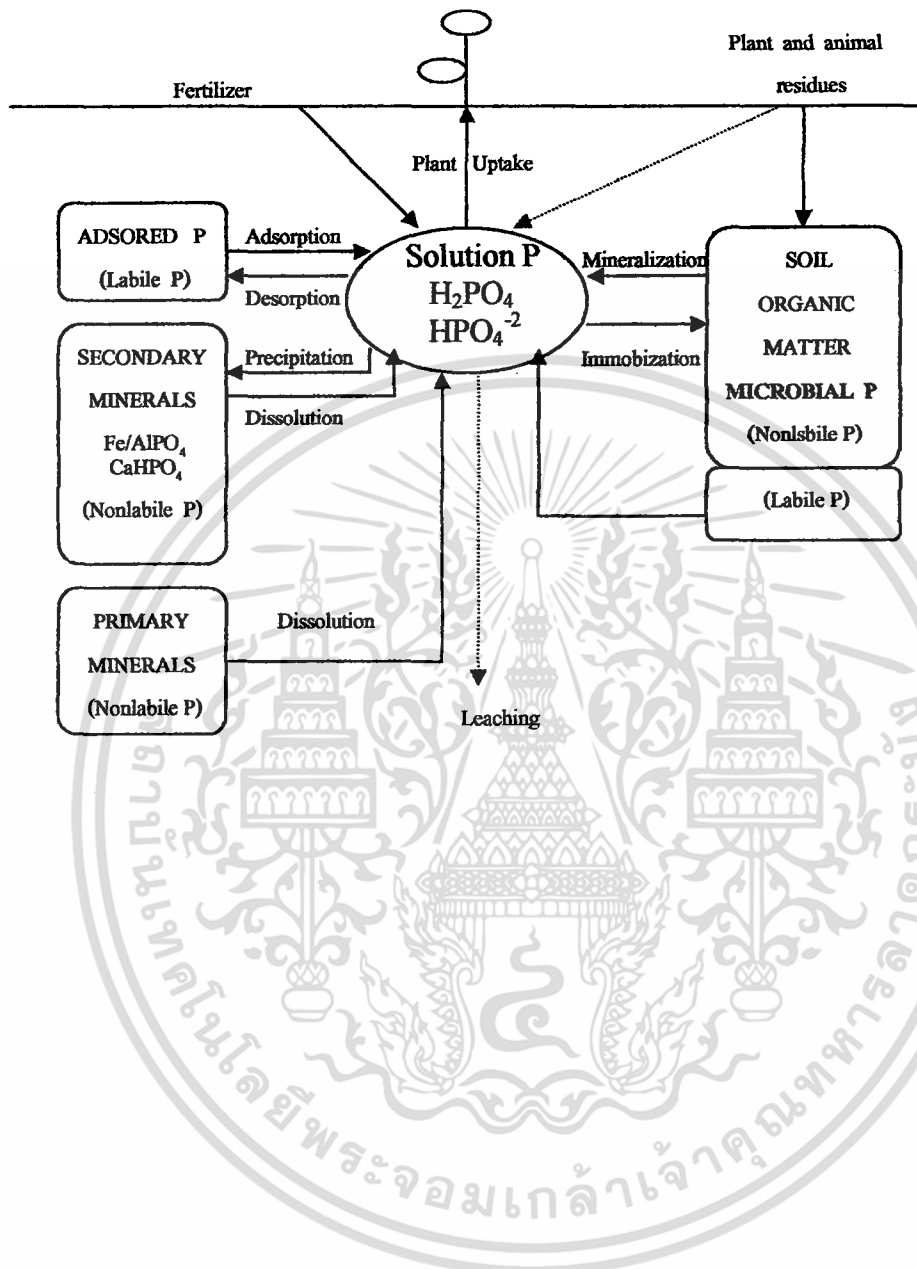 Plant and animal
residues
Fertilizer
Plant Uptake
ADSORED P
(Labile P)
Adsorption
Desorption
Solution P
H₂PO₄
HPO₄⁻²
Mineralization
Immobization
SOIL
ORGANIC
MATTER
MICROBIAL P
(Nonlsbile P)
(Labile P)
SECONDARY
MINERALS
Fe/AlPO₄
CaHPO₄
(Nonlabile P)
Precipitation
Dissolution
PRIMARY
MINERALS
(Nonlabile P)
Dissolution
Leaching